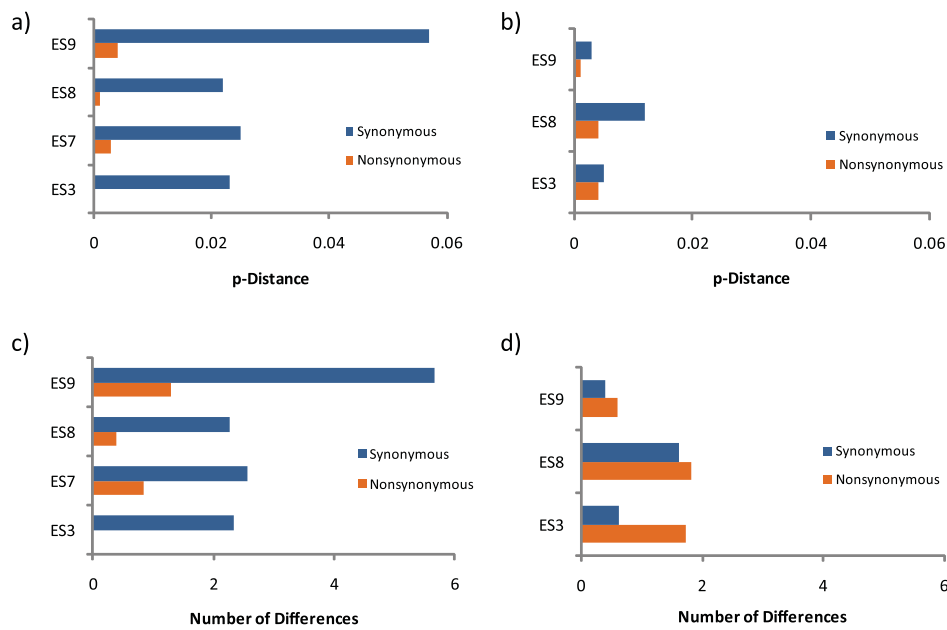 a)
ES9
ES8
ES7
ES3
Synonymous
Nonsynonymous
0 0.02 0.04 0.06
p-Distance
b)
ES9
ES8
ES3
Synonymous
Nonsynonymous
0 0.02 0.04 0.06
p-Distance
c)
ES9
ES8
ES7
ES3
Synonymous
Nonsynonymous
0 2 4 6
Number of Differences
d)
ES9
ES8
ES3
Synonymous
Nonsynonymous
0 2 4 6
Number of Differences